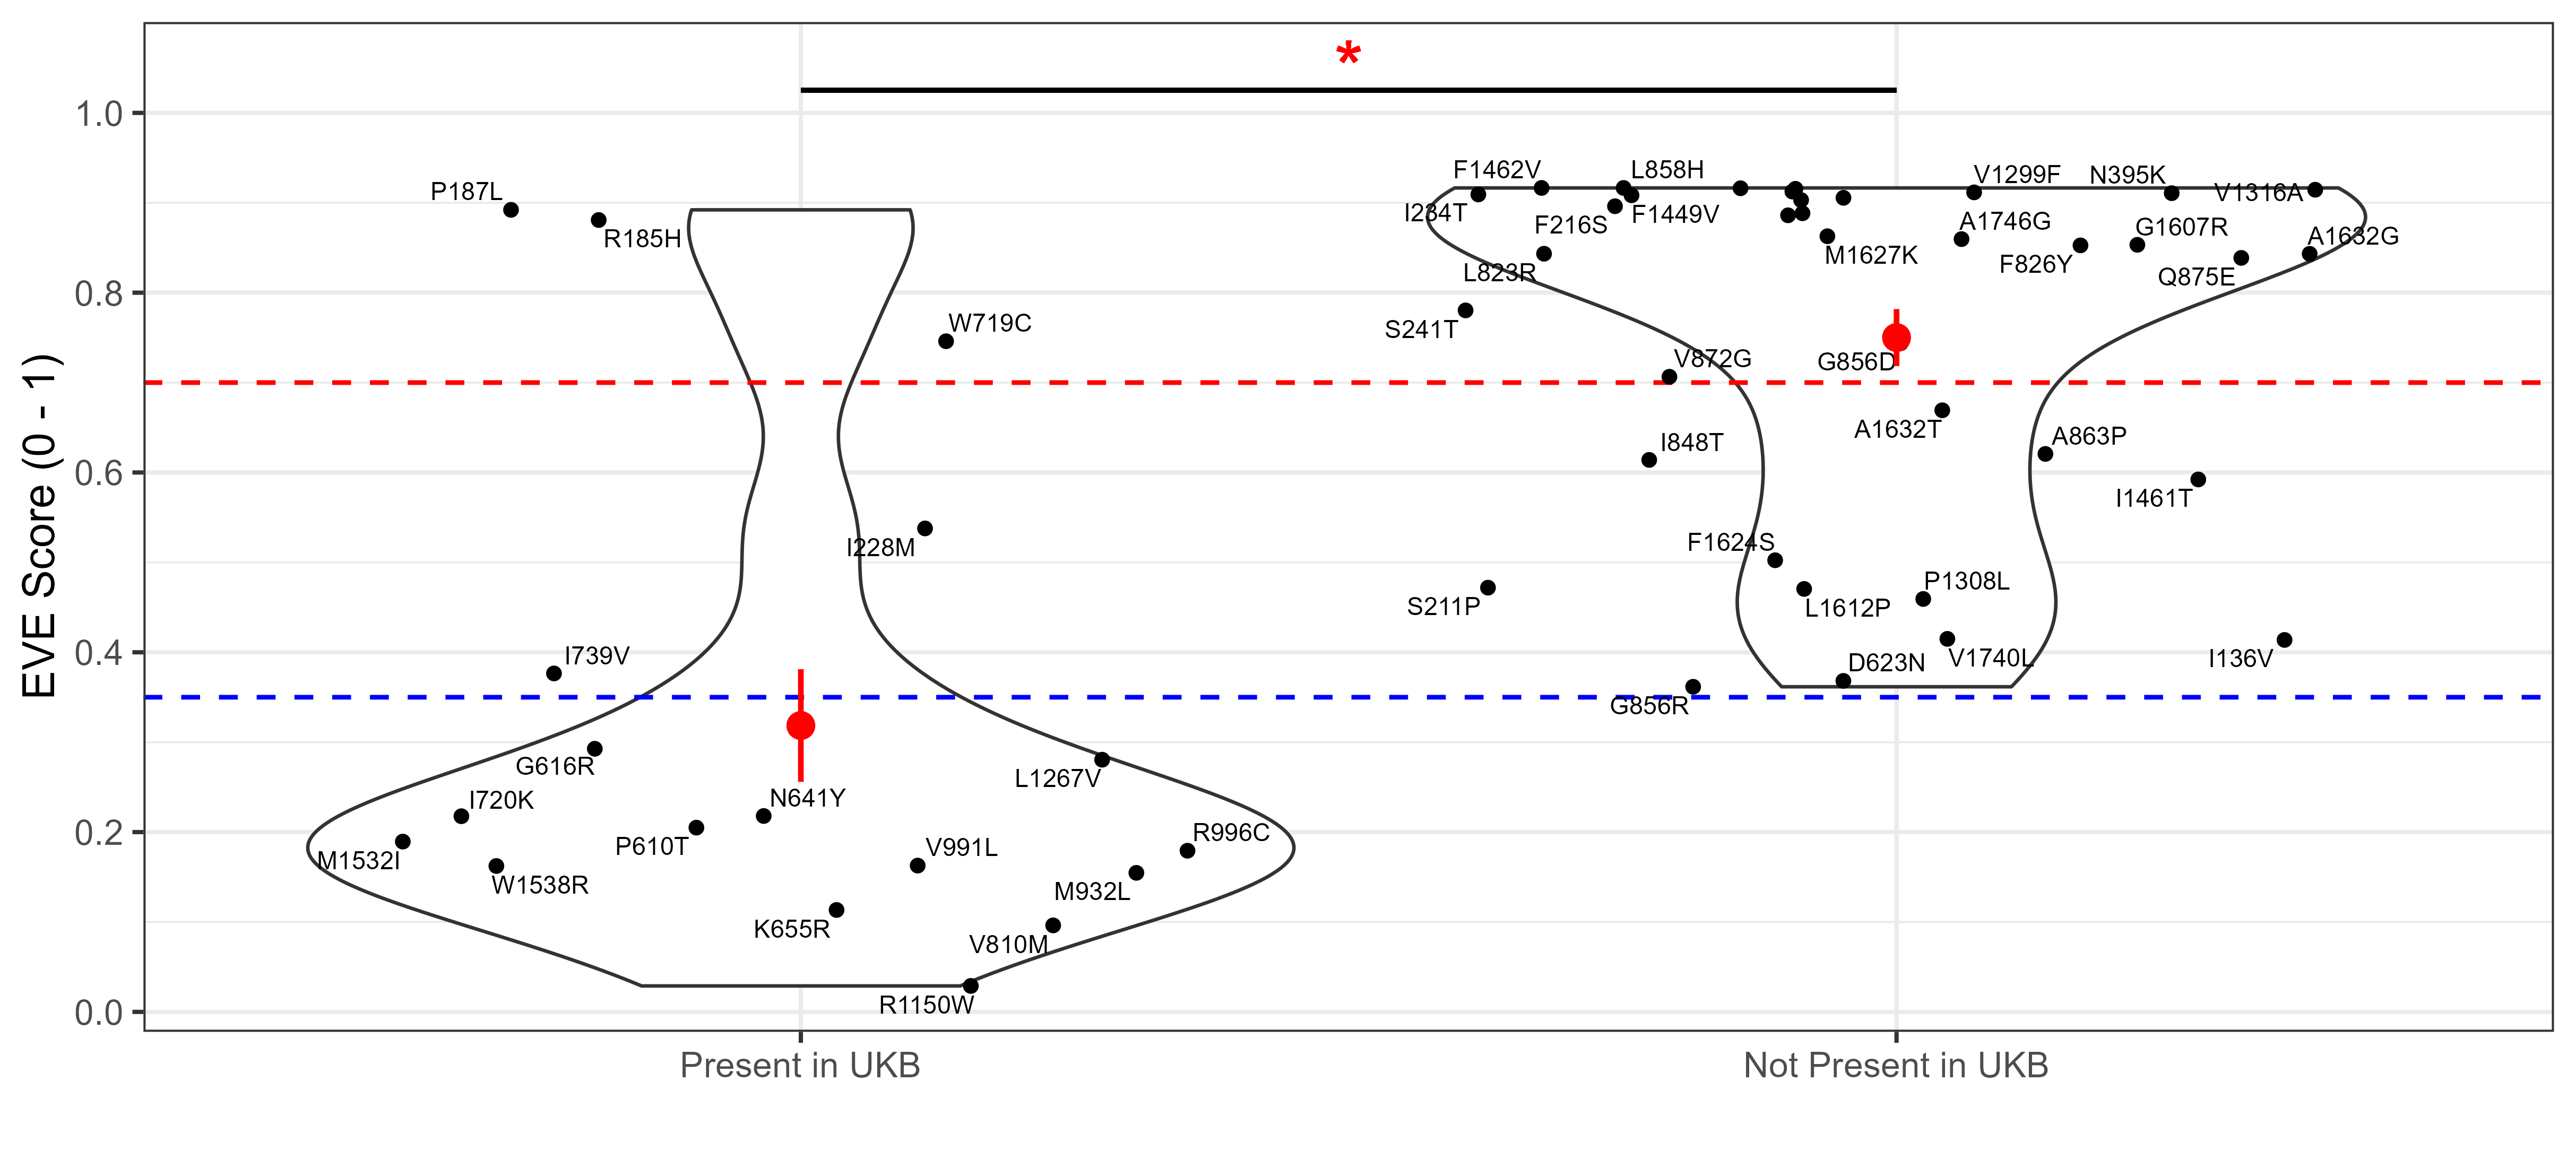 *
1.0
F1462V
L858H
V1299F
N395K
P187L
V1316A
I234T
F216S
F1449V
A1746G
G1607R
R185H
M1627K
A1632G
F826Y
L823R
Q875E
0.8
W719C
S241T
V872G
G856D
A1632T
A863P
I848T
0.6
I1461T
EVE Score (0 - 1)
F1624S
I228M
P1308L
S211P
L1612P
0.4
I739V
D623N
V1740L
I136V
G856R
G616R
L1267V
I720K
N641Y
0.2
R996C
P610T
V991L
M1532I
W1538R
M932L
K655R
V810M
0.0
R1150W
Present in UKB
Not Present in UKB